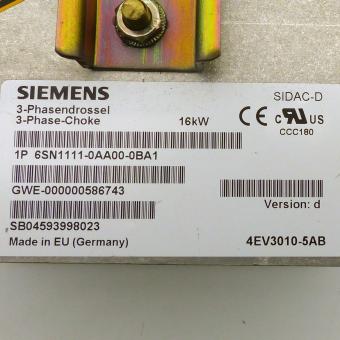 SIEMENS
SIDAC-D
3-Phasendrossel
3-Phase-Choke 16kW
CE c UR US
CCC180
1P 6SN1111-0AA00-0BA1
GWE-000000586743
Version: d
SB04593998023
Made in EU (Germany) 4EV3010-5AB